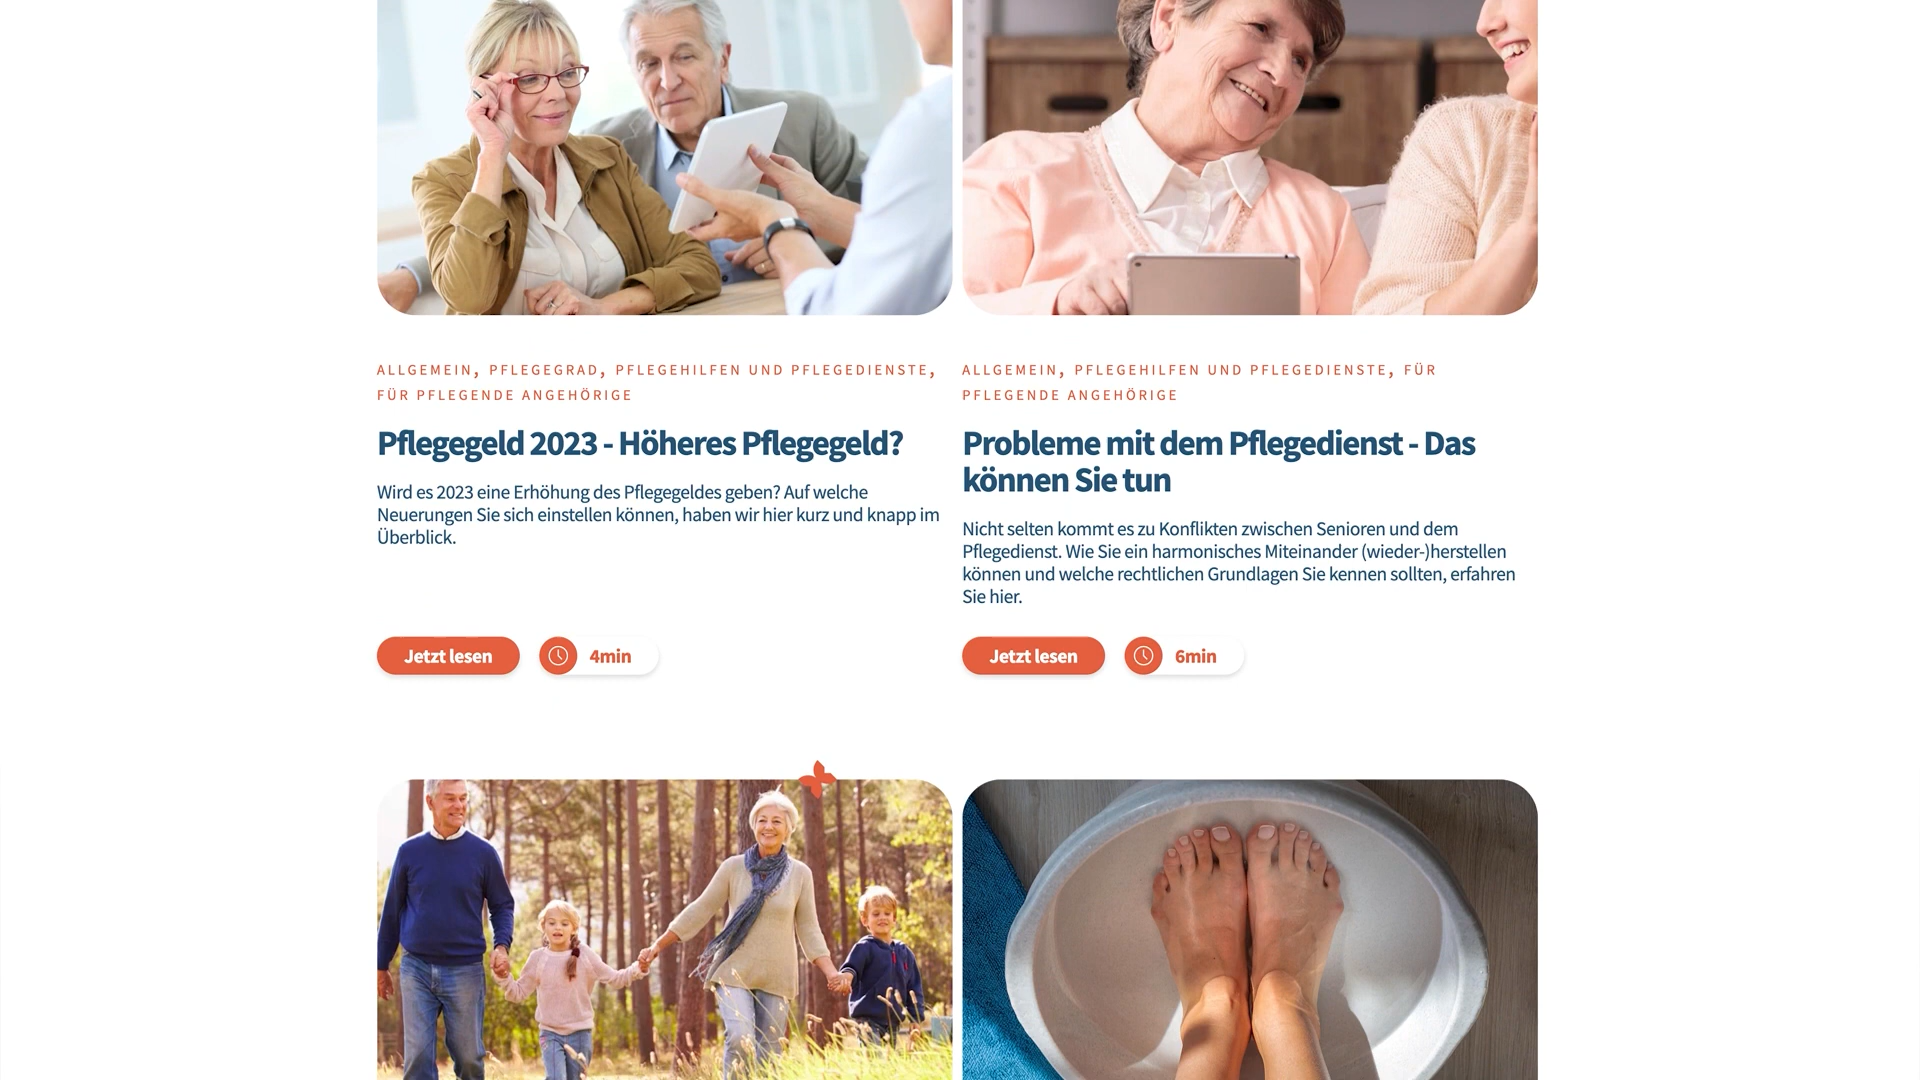 ALLGEMEIN, PFLEGEGRAD, PFLEGEHILFEN UND PFLEGEDIENSTE,
FÜR PFLEGENDE ANGEHÖRIGE
Pflegegeld 2023 - Höheres Pflegegeld?
Wird es 2023 eine Erhöhung des Pflegegeldes geben? Auf welche
Neuerungen Sie sich einstellen können, haben wir hier kurz und knapp im
Überblick.
Jetzt lesen
4min
ALLGEMEIN, PFLEGEHILFEN UND PFLEGEDIENSTE, FÜR
PFLEGENDE ANGEHÖRIGE
Probleme mit dem Pflegedienst - Das
können Sie tun
Nicht selten kommt es zu Konflikten zwischen Senioren und dem
Pflegedienst. Wie Sie ein harmonisches Miteinander (wieder-)herstellen
können und welche rechtlichen Grundlagen Sie kennen sollten, erfahren
Sie hier.
Jetzt lesen
6min